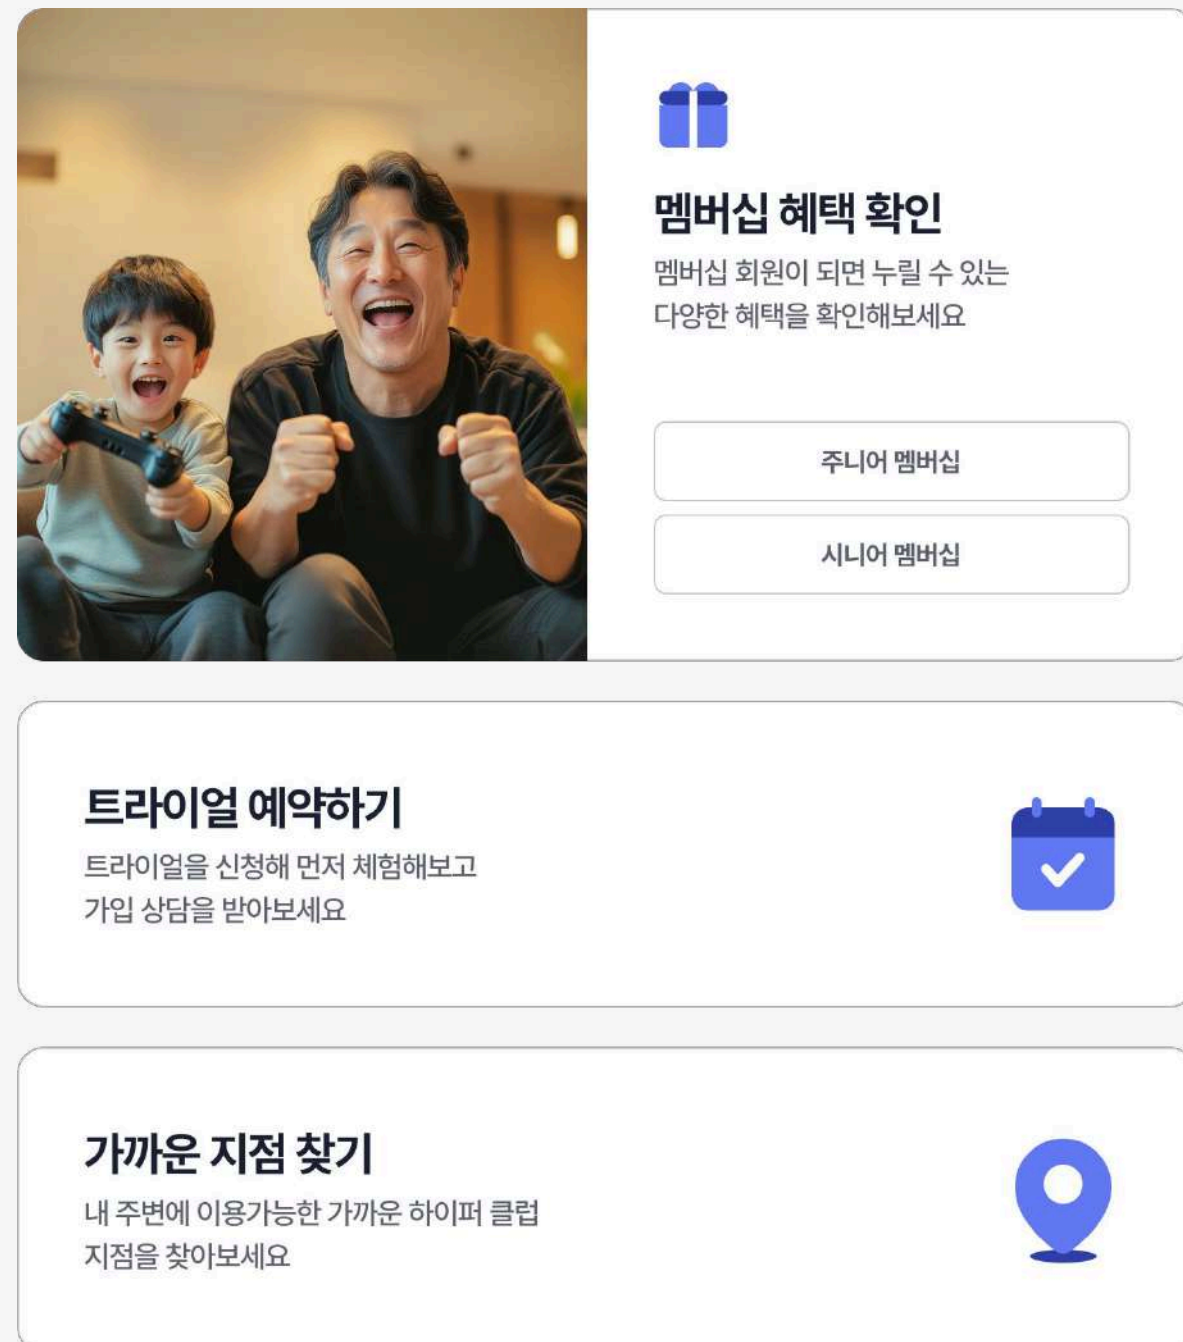 멤버십 혜택 확인
멤버십 회원이 되면 누릴 수 있는
다양한 혜택을 확인해보세요
주니어 멤버십
시니어 멤버십
트라이얼 예약하기
트라이얼을 신청해 먼저 체험해보고
가입 상담을 받아보세요
가까운 지점 찾기
내 주변에 이용가능한 가까운 하이퍼 클럽
지점을 찾아보세요